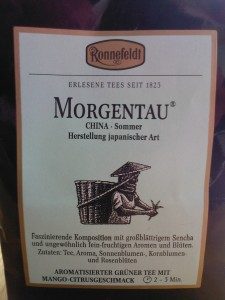 Ronnefeldt
ERLESENE TEES SEIT 1823
MORGENTAU®
CHINA - Sommer
Herstellung japanischer Art
Faszinierende Komposition mit großblättrigem Sencha
und ungewöhnlich fein-fruchtigen Aromen und Blüten.
Zutaten: Tee, Aroma, Sonnenblumen-, Kornblumen-
und Rosenblüten
AROMATISIERTER GRÜNER TEE MIT
MANGO-CITRUSGESCHMACK 2 - 3 Min.